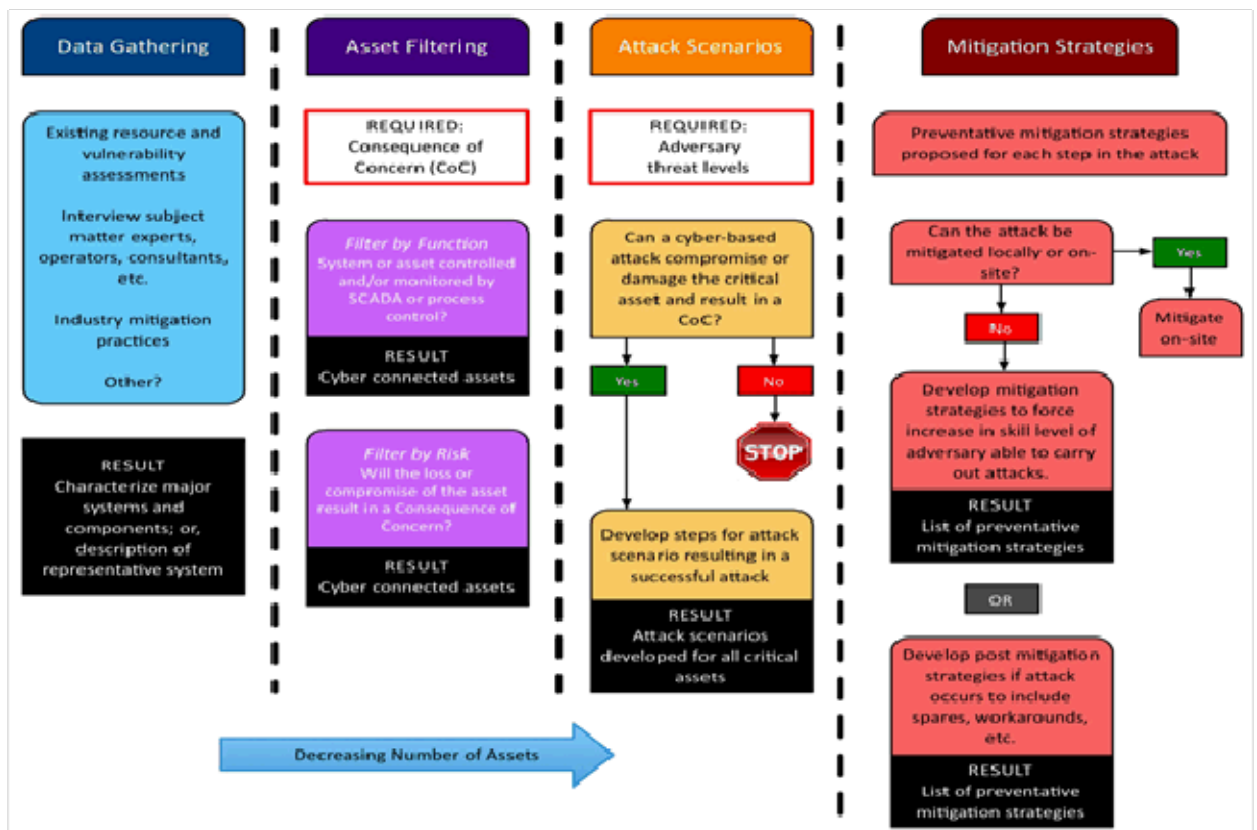 Data Gathering
Existing resource and
vulnerability
assessments
Interview subject
matter experts,
operators, consultants,
etc.
Industry mitigation
practices
Other?
RESULT
Characterize major
systems and
components; or,
description of
representative system
Asset Filtering
REQUIRED:
Consequence of
Concern (CoC)
Filter by Function
System or asset controlled
and/or monitored by
SCADA or process
control?
RESULT
Cyber connected assets
Filter by Risk
Will the loss or
compromise of the asset
result in a Consequence of
Concern?
RESULT
Cyber connected assets
Attack Scenarios
REQUIRED:
Adversary
threat levels
Can a cyber-based
attack compromise or
damage the critical
asset and result in a
CoC?
Yes
No
STOP
Develop steps for attack
scenario resulting in a
successful attack
RESULT
Attack scenarios
developed for all critical
assets
Decreasing Number of Assets
Mitigation Strategies
Preventative mitigation strategies
proposed for each step in the attack
Can the attack be
mitigated locally or on-
site?
Yes
Mitigate
on-site
No
Develop mitigation
strategies to force
increase in skill level of
adversary able to carry
out attacks.
RESULT
List of preventative
mitigation strategies
OR
Develop post mitigation
strategies if attack
occurs to include
spares, workarounds,
etc.
RESULT
List of preventative
mitigation strategies